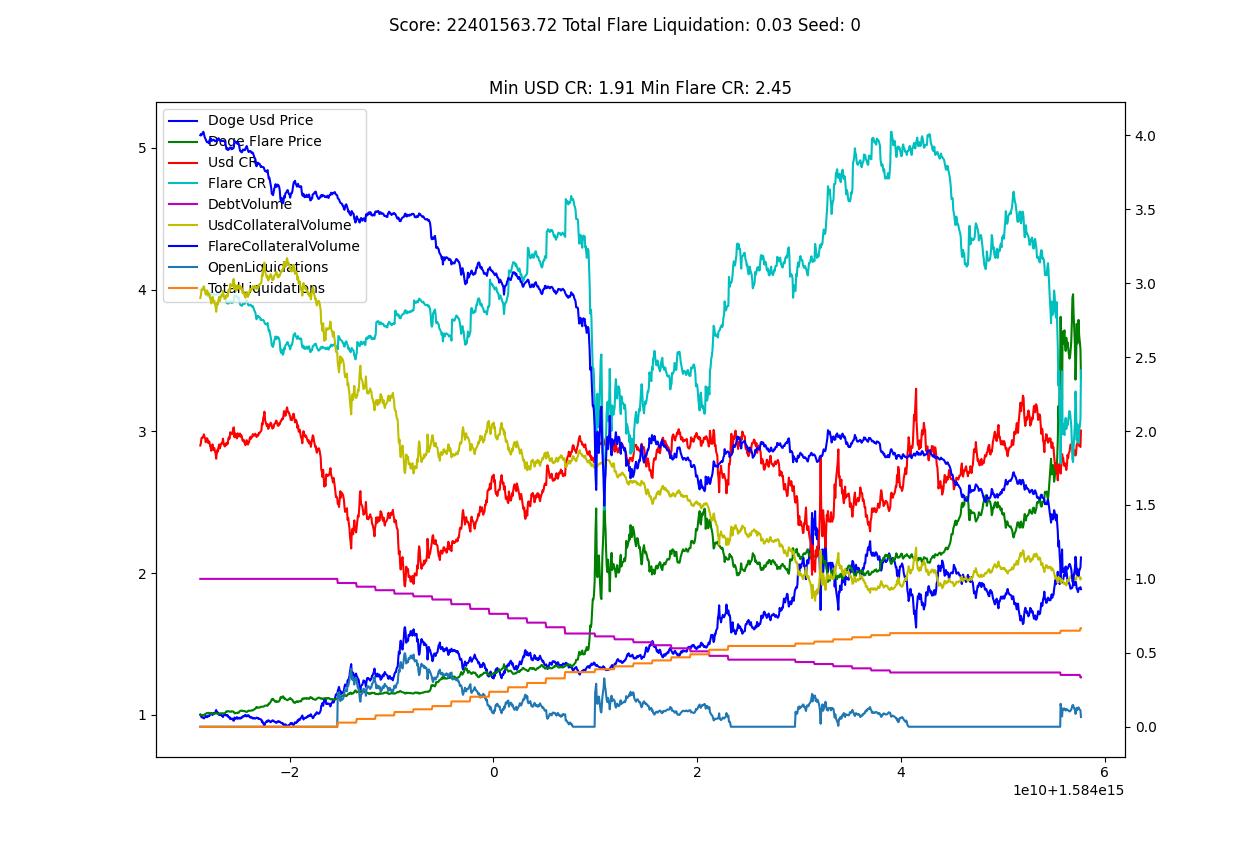 Score: 22401563.72 Total Flare Liquidation: 0.03 Seed: 0
Min USD CR: 1.91 Min Flare CR: 2.45
Doge Usd Price
Doge Flare Price
Usd CR
Flare CR
DebtVolume
UsdCollateralVolume
FlareCollateralVolume
OpenLiquidations
TotalLiquidations
5
4
3
2
1
4.0
3.5
3.0
2.5
2.0
1.5
1.0
0.5
0.0
−2 0 2 4 6
1e10+1.584e15